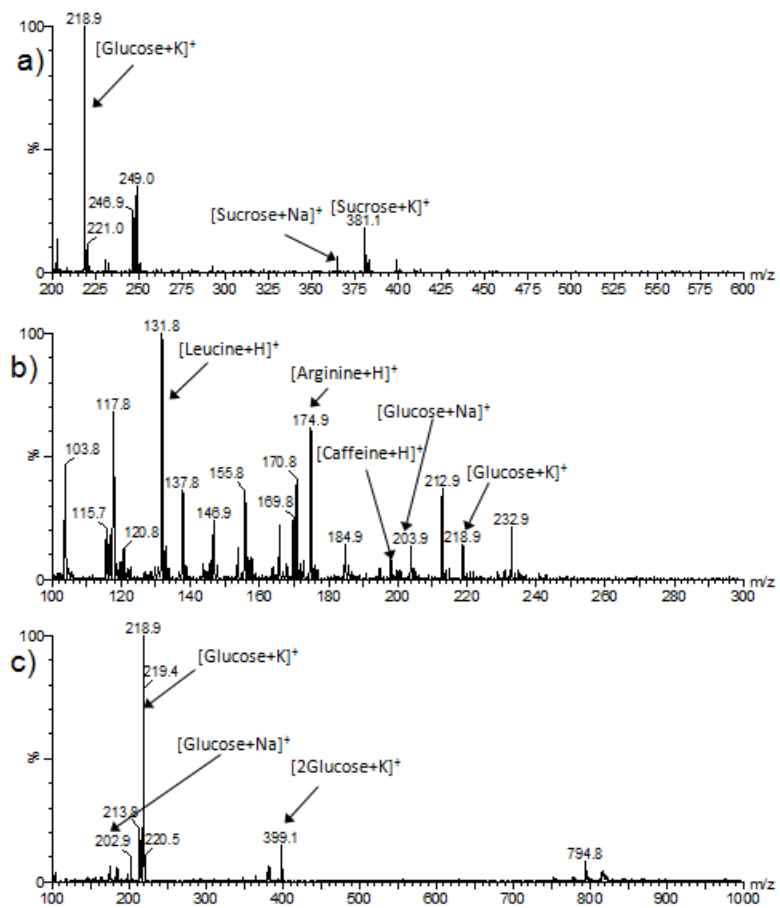 a)
100
%
0
218.9
[Glucose+K]+
249.0
246.9
221.0
[Sucrose+Na]+
[Sucrose+K]+
381.1
200 225 250 275 300 325 350 375 400 425 450 475 500 525 550 575 600 m/z
b)
100
%
0
131.8
[Leucine+H]+
[Arginine+H]+
117.8
174.9
[Glucose+Na]+
103.8
[Caffeine+H]+
170.8
155.8
137.8
212.9
[Glucose+K]+
115.7
146.9
169.8
120.8
184.9
203.9
218.9
232.9
100 120 140 160 180 200 220 240 260 280 300 m/z
c)
100
%
0
218.9
219.4
[Glucose+K]+
[Glucose+Na]+
[2Glucose+K]+
202.9
220.5
399.1
794.8
100 200 300 400 500 600 700 800 900 1000 m/z